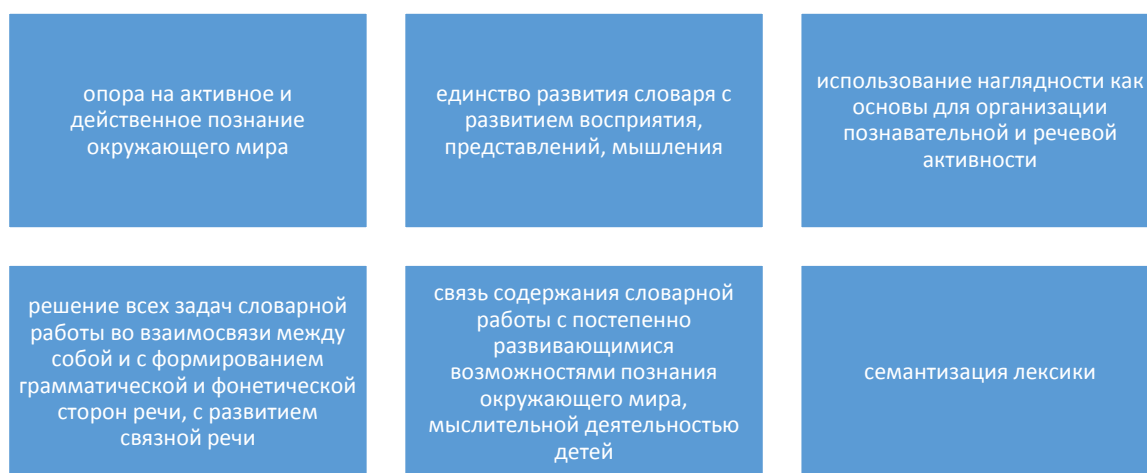 опора на активное и
действенное познание
окружающего мира
единство развития словаря с
развитием восприятия,
представлений, мышления
использование наглядности как
основы для организации
познавательной и речевой
активности
решение всех задач словарной
работы во взаимосвязи между
собой и с формированием
грамматической и фонетической
сторон речи, с развитием
связной речи
связь содержания словарной
работы с постепенно
развивающимися
возможностями познания
окружающего мира,
мыслительной деятельностью
детей
семантизация лексики